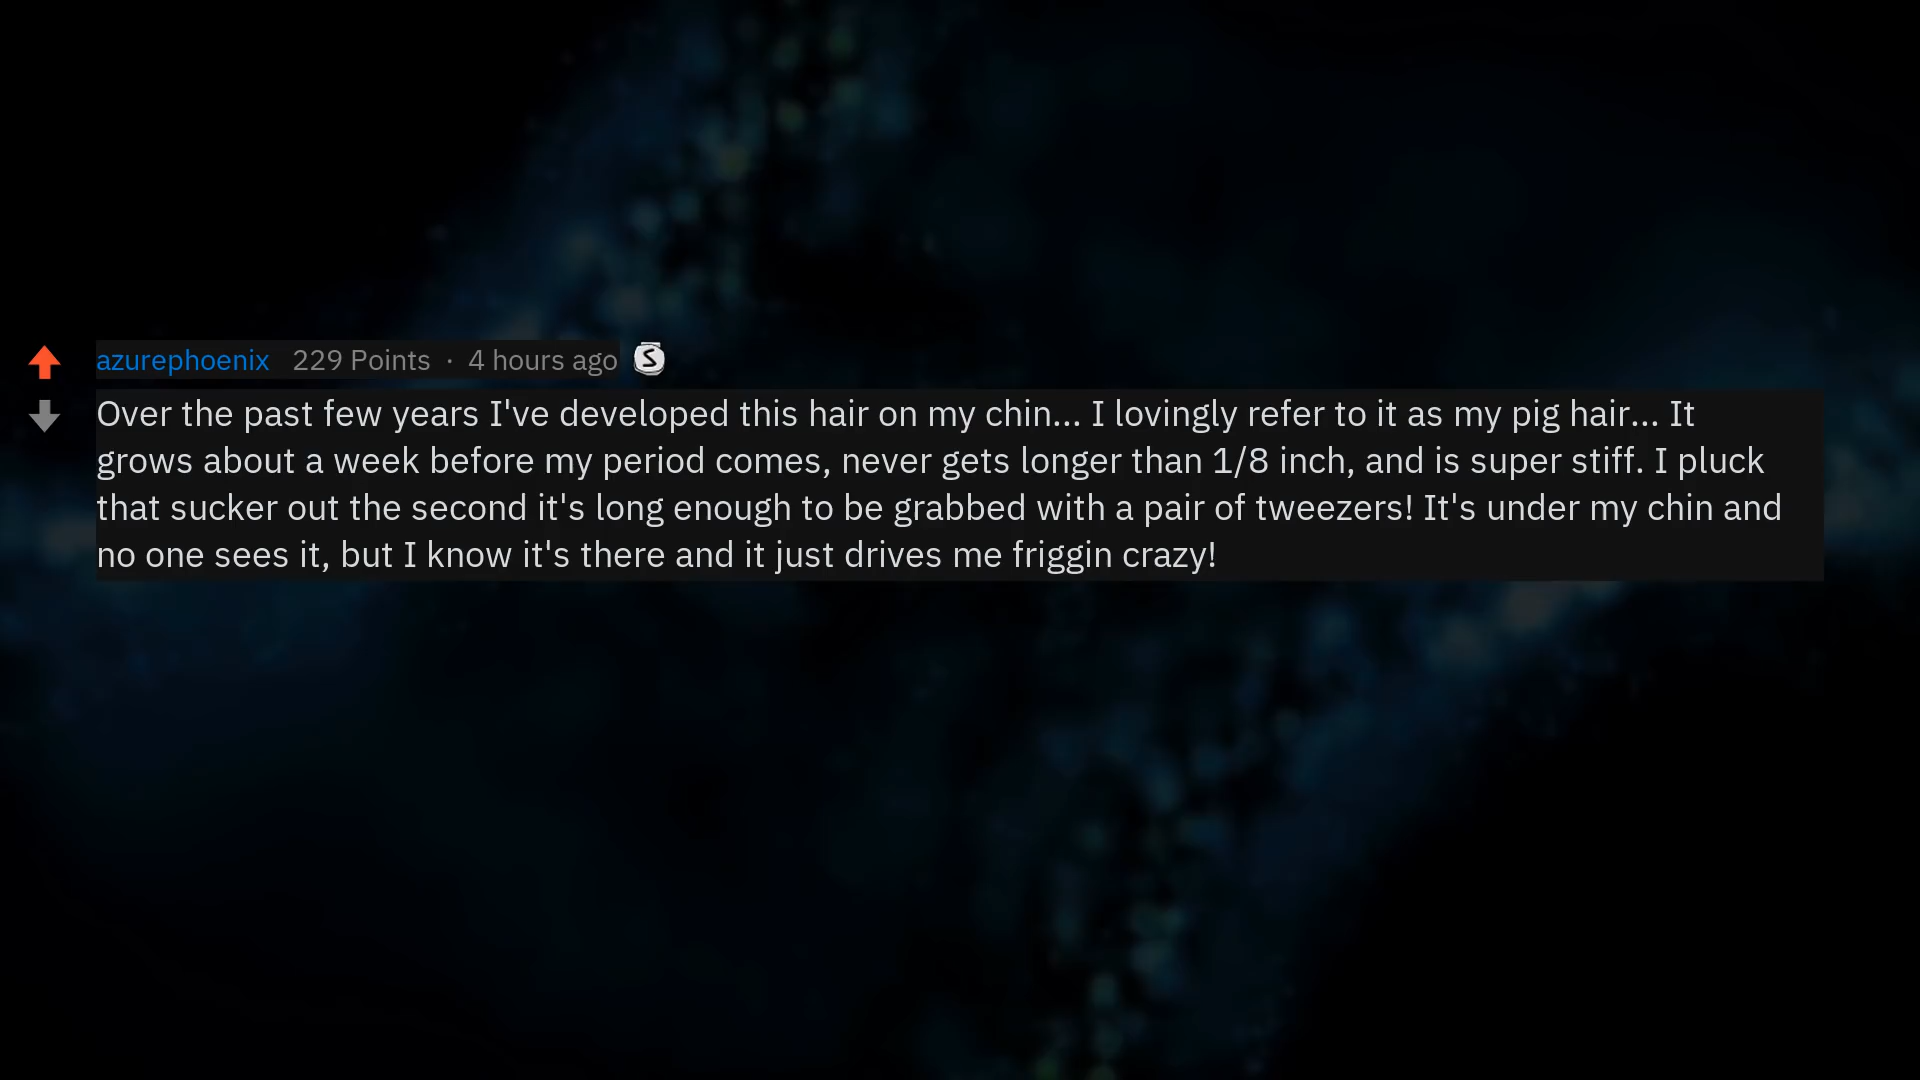 azurephoenix 229 Points · 4 hours ago S
Over the past few years I've developed this hair on my chin... I lovingly refer to it as my pig hair... It
grows about a week before my period comes, never gets longer than 1/8 inch, and is super stiff. I pluck
that sucker out the second it's long enough to be grabbed with a pair of tweezers! It's under my chin and
no one sees it, but I know it's there and it just drives me friggin crazy!